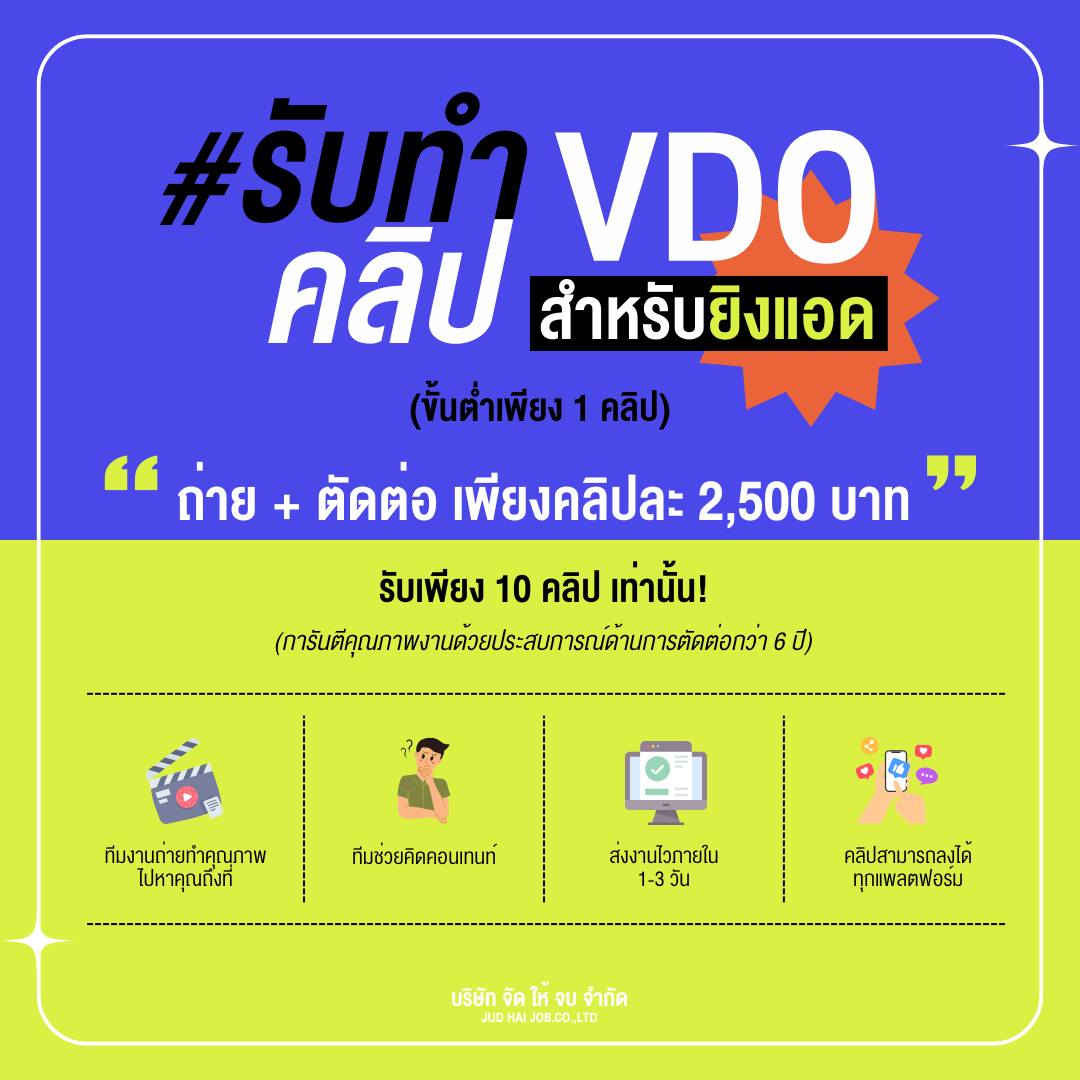 #รับทำ
คลิป
VDO
สำหรับยิงแอด
(ขั้นต่ำเพียง 1 คลิป)
“ ถ่าย + ตัดต่อ เพียงคลิปละ 2,500 บาท ”
รับเพียง 10 คลิป เท่านั้น!
(การันตีคุณภาพงานด้วยประสบการณ์ด้านการตัดต่อกว่า 6 ปี)
ทีมงานถ่ายทำคุณภาพ
ไปหาคุณถึงที่
ทีมช่วยคิดคอนเทนท์
ส่งงานไวภายใน
1-3 วัน
คลิปสามารถลงได้
ทุกแพลตฟอร์ม
บริษัท จัด ให้ จบ จำกัด
JUD HAI JOB.CO.,LTD